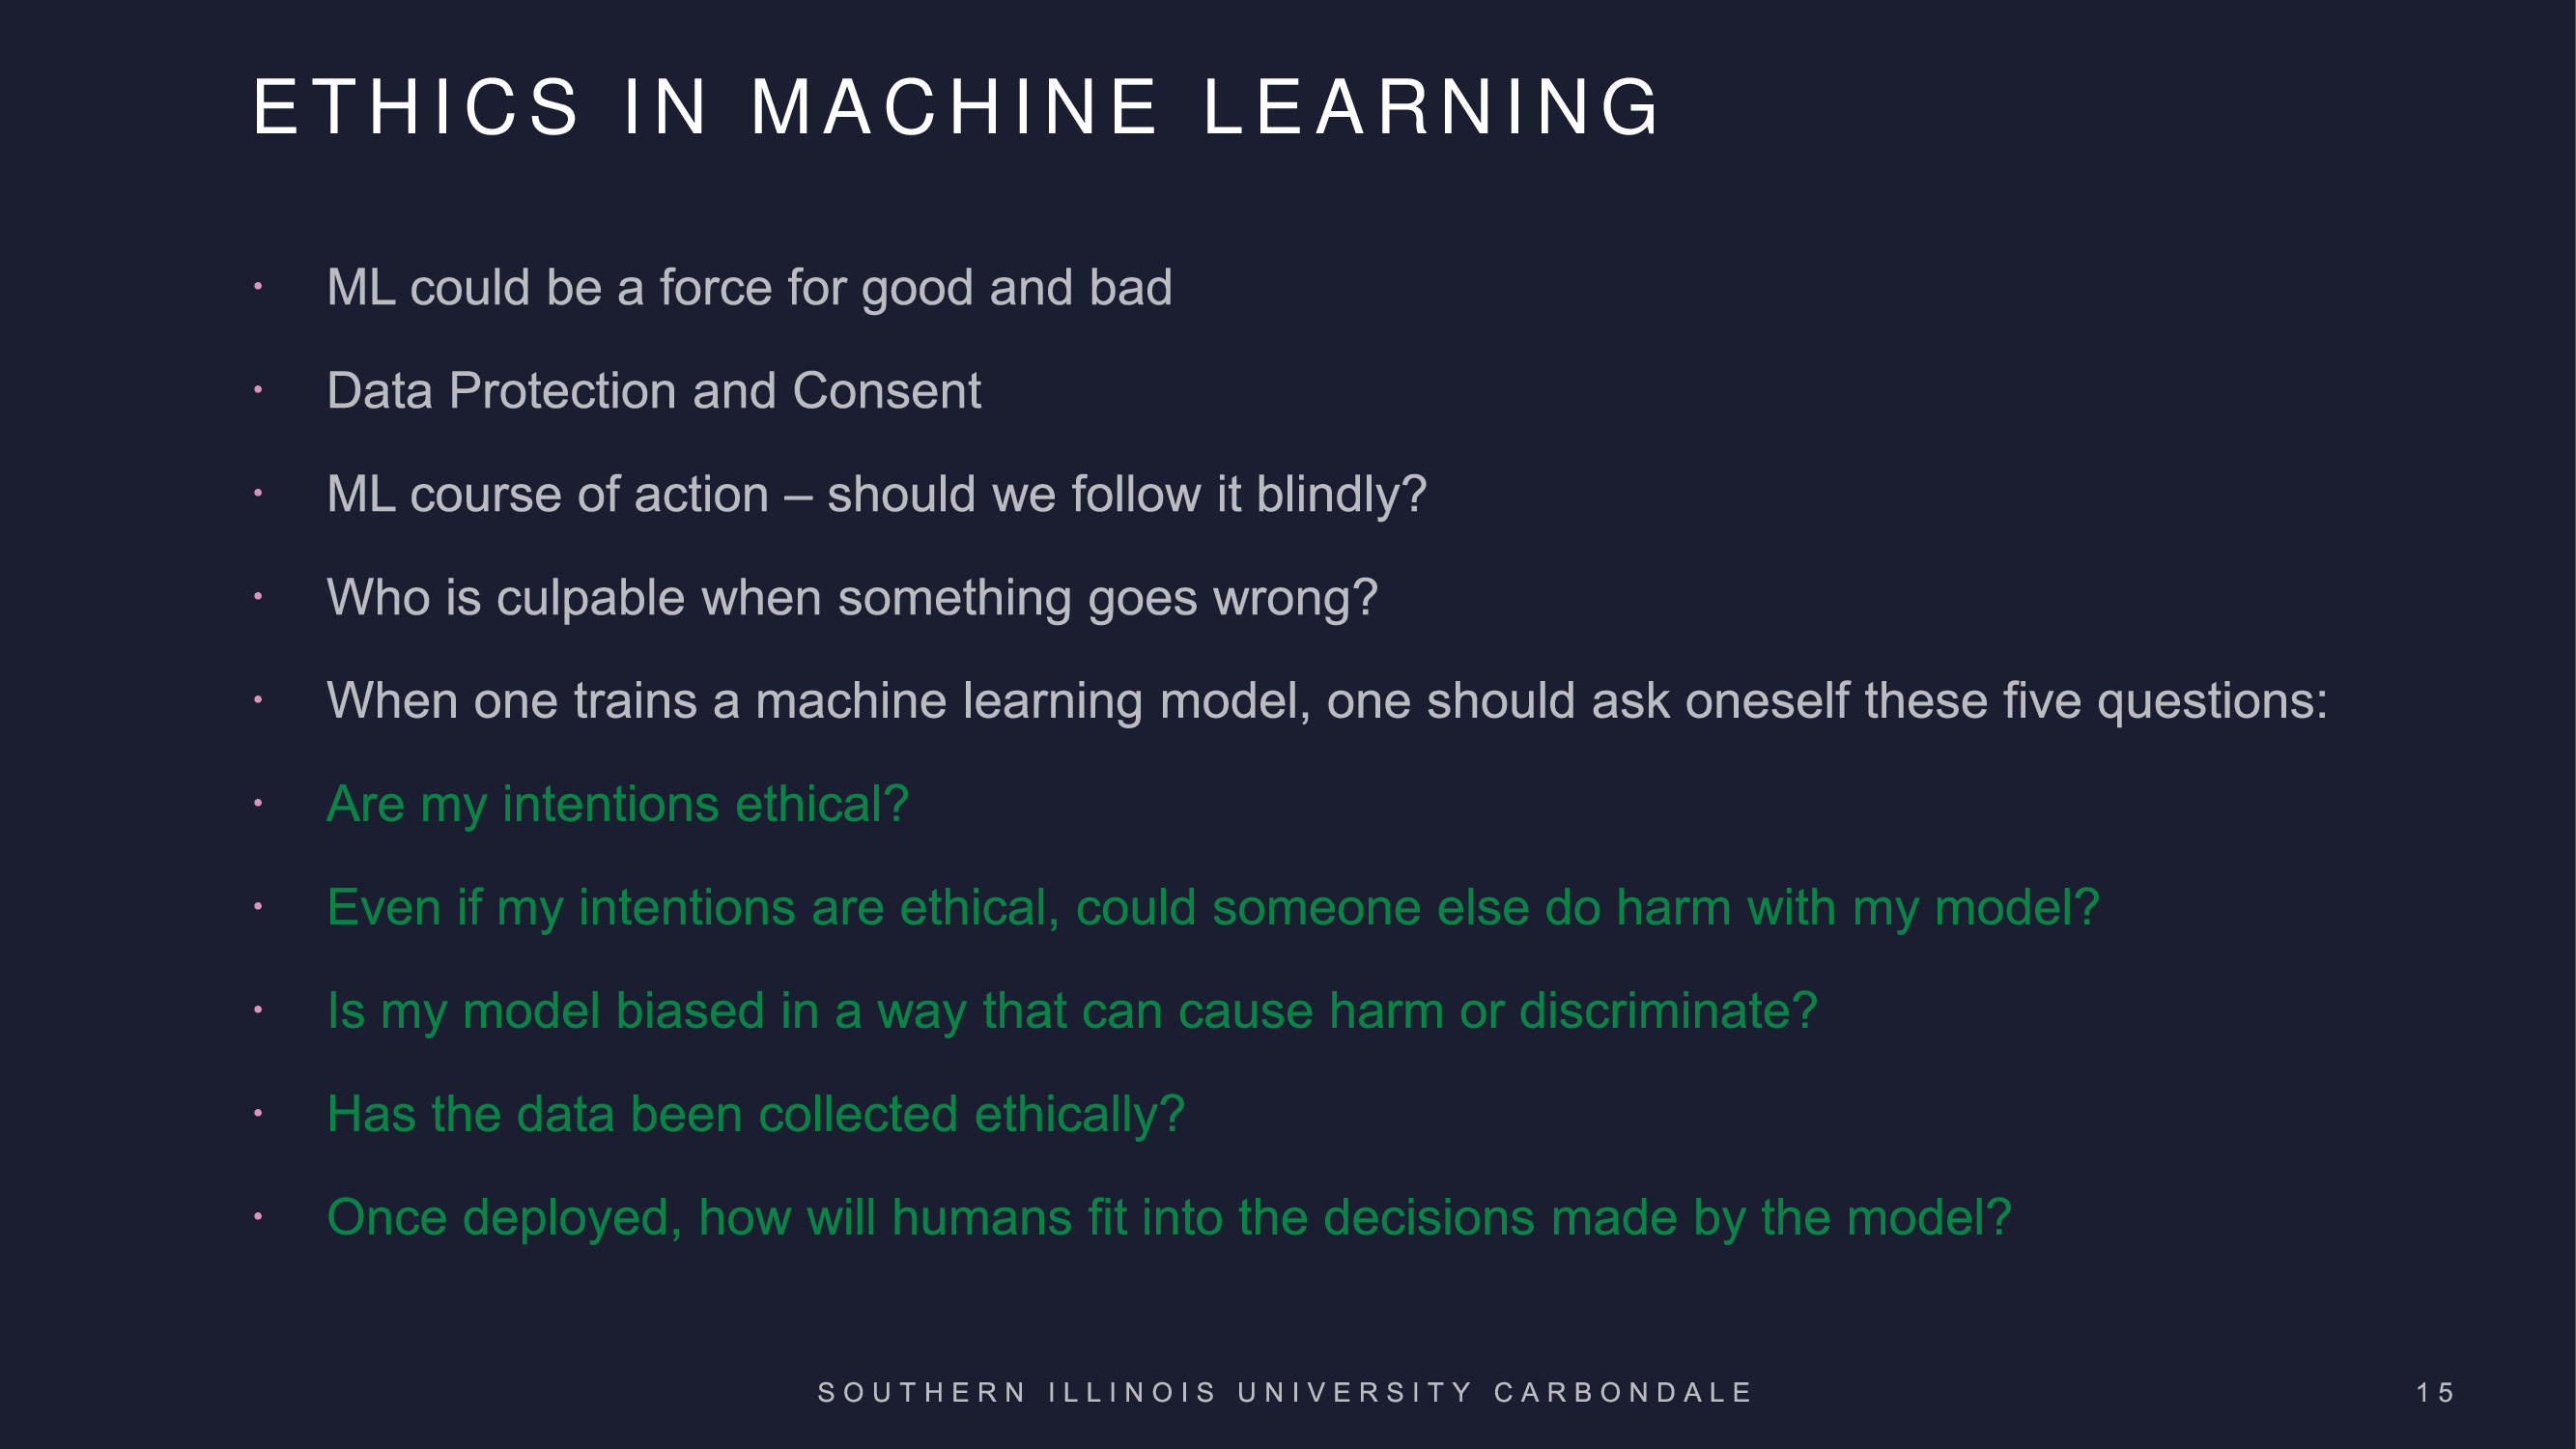 ETHICS IN MACHINE LEARNING
· ML could be a force for good and bad
· Data Protection and Consent
· ML course of action – should we follow it blindly?
· Who is culpable when something goes wrong?
· When one trains a machine learning model, one should ask oneself these five questions:
· Are my intentions ethical?
· Even if my intentions are ethical, could someone else do harm with my model?
· Is my model biased in a way that can cause harm or discriminate?
· Has the data been collected ethically?
· Once deployed, how will humans fit into the decisions made by the model?
SOUTHERN ILLINOIS UNIVERSITY CARBONDALE
15